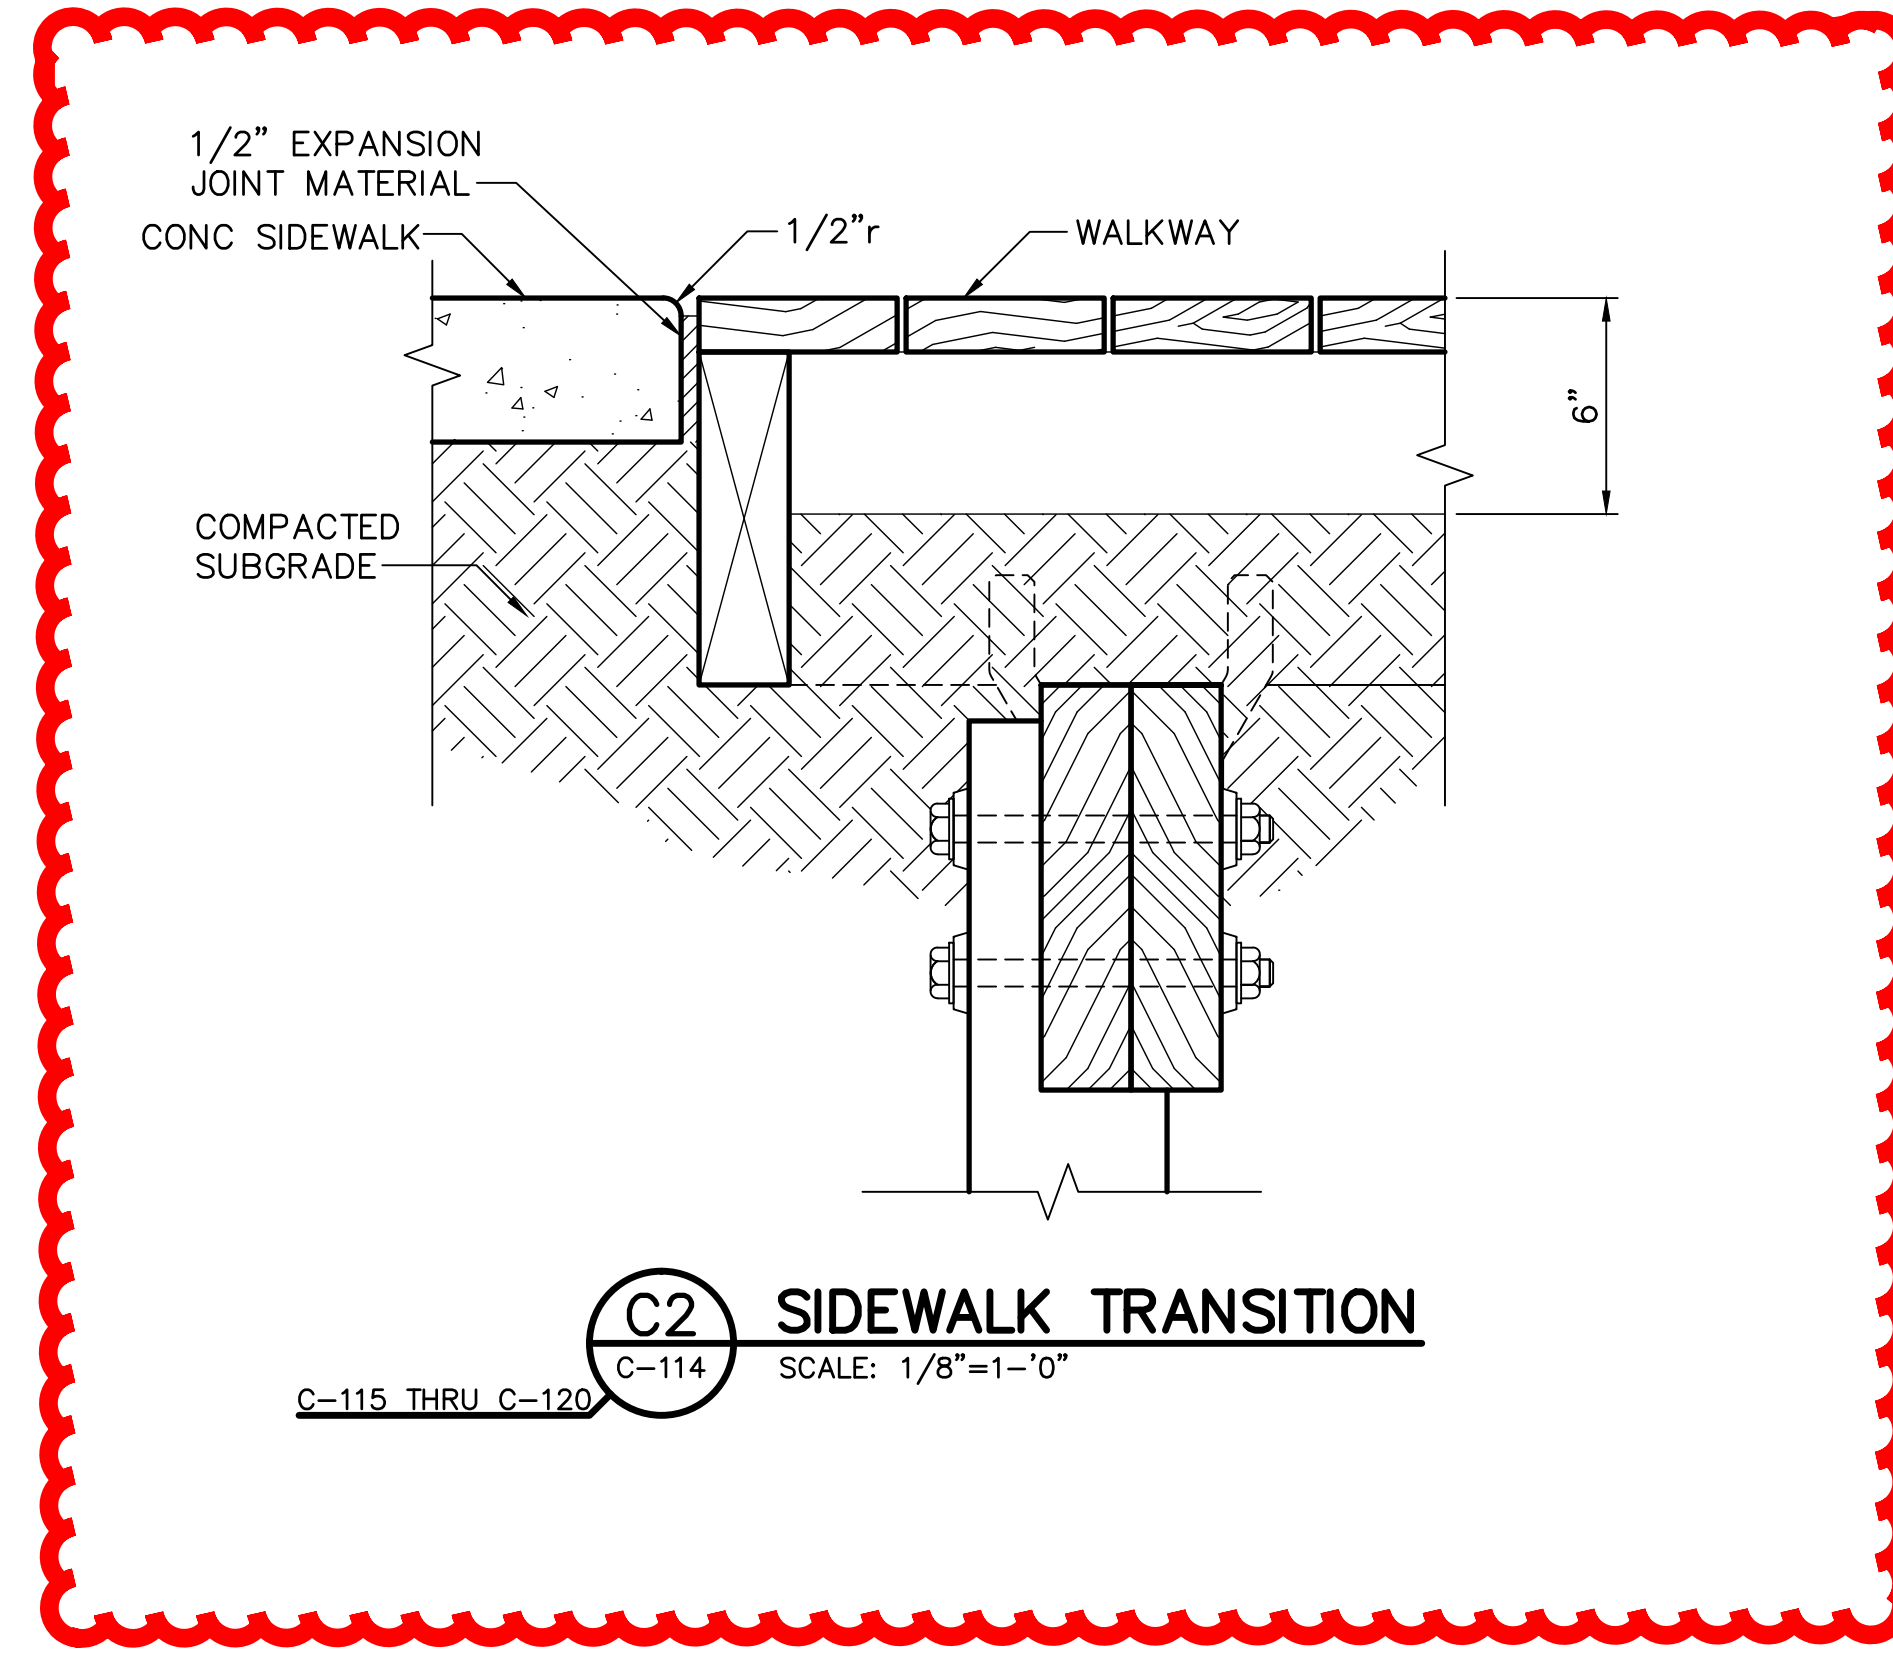 1/2" EXPANSION
JOINT MATERIAL
CONC SIDEWALK
1/2"r
WALKWAY
6"
COMPACTED
SUBGRADE
C2
SIDEWALK TRANSITION
C-114
SCALE: 1/8"=1-'0"
C-115 THRU C-120